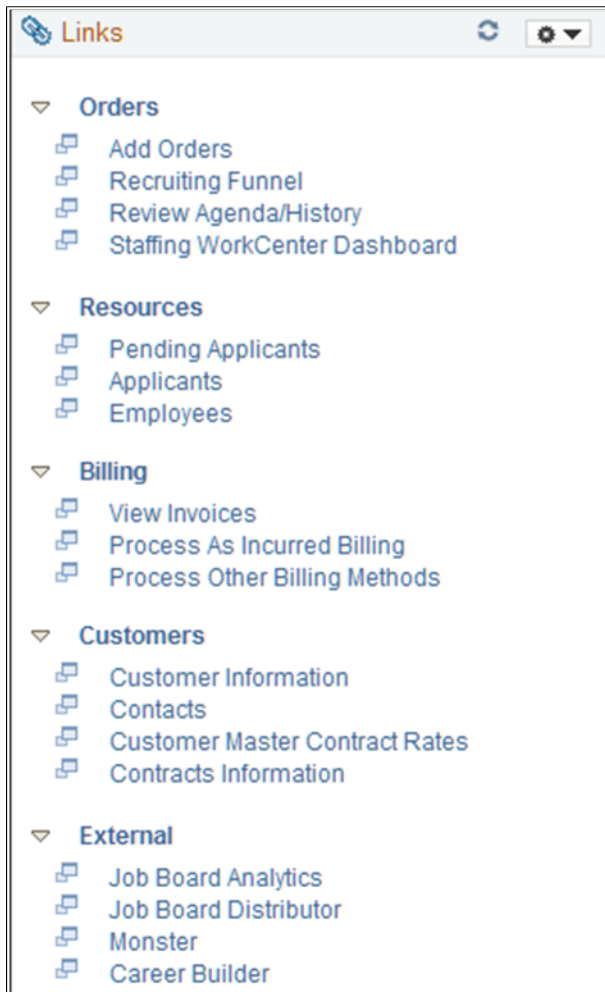 Links
Orders
Add Orders
Recruiting Funnel
Review Agenda/History
Staffing WorkCenter Dashboard
Resources
Pending Applicants
Applicants
Employees
Billing
View Invoices
Process As Incurred Billing
Process Other Billing Methods
Customers
Customer Information
Contacts
Customer Master Contract Rates
Contracts Information
External
Job Board Analytics
Job Board Distributor
Monster
Career Builder